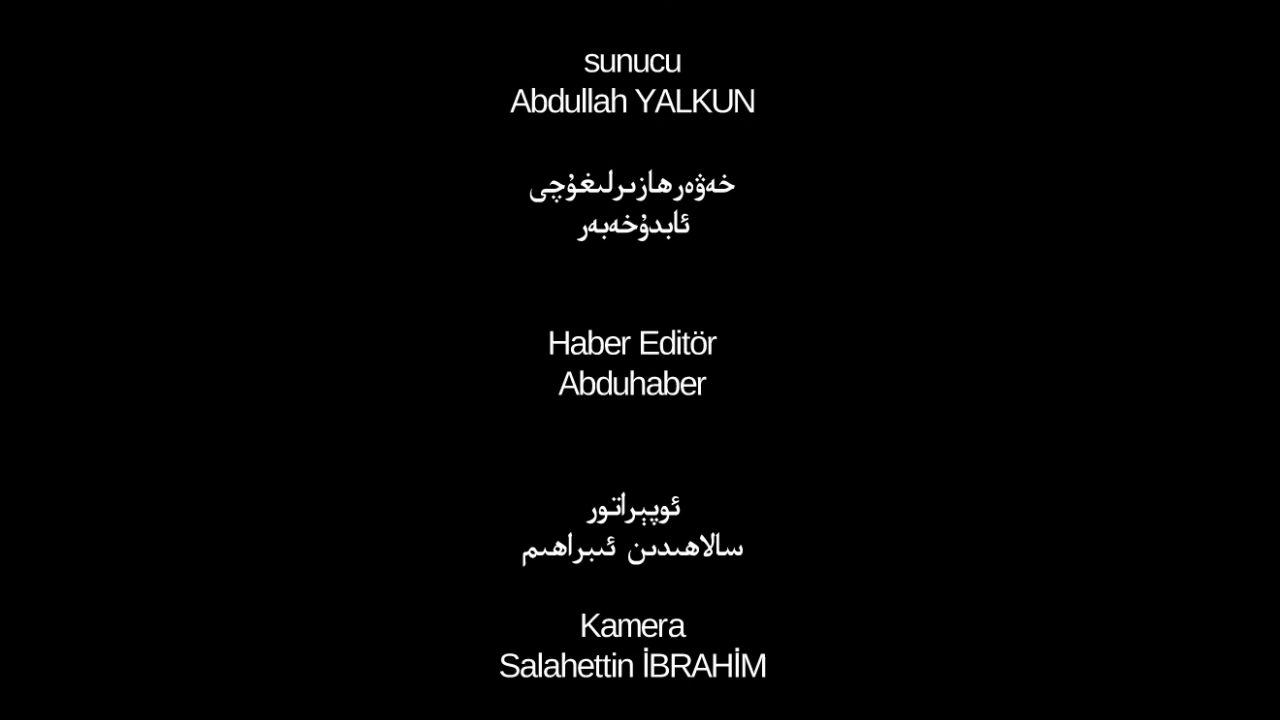 sunucu
Abdullah YALKUN
خەۋەرھازىرلىغۇچى
ئابدۇخەبەر
Haber Editör
Abduhaber
ئوپېراتور
سالاھىدىن ئىبراھىم
Kamera
Salahettin İBRAHİM